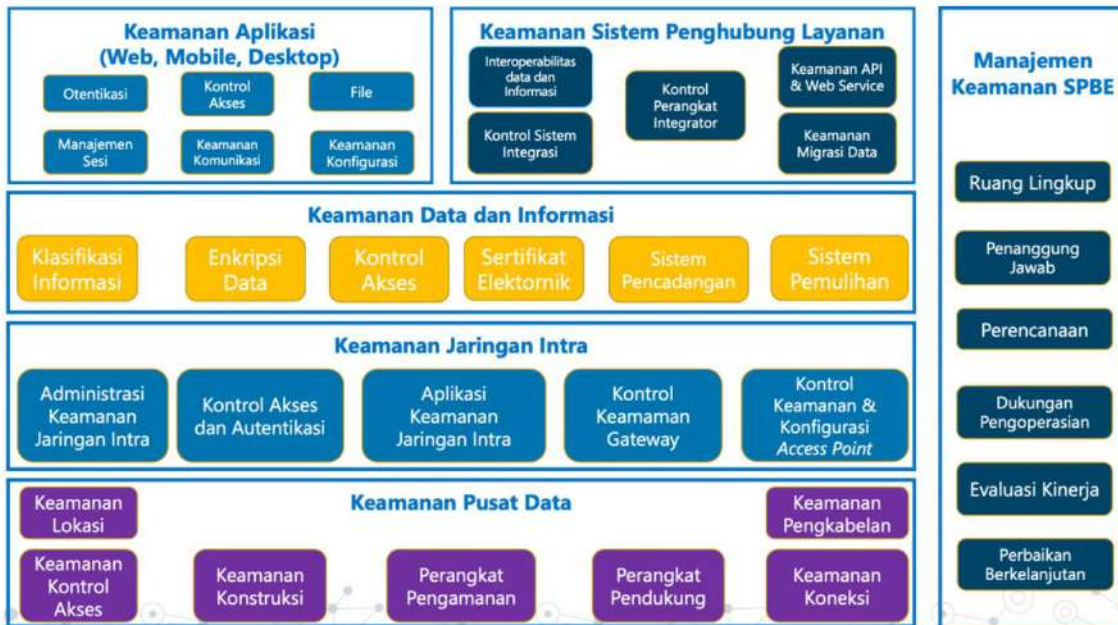 Keamanan Aplikasi
(Web, Mobile, Desktop)
Otentikasi
Kontrol
Akses
File
Manajemen
Sesi
Keamanan
Komunikasi
Keamanan
Konfigurasi
Keamanan Sistem Penghubung Layanan
Interoperabilitas
data dan
Informasi
Kontrol
Perangkat
Integrator
Keamanan API
& Web Service
Kontrol Sistem
Integrasi
Keamanan
Migrasi Data
Keamanan Data dan Informasi
Klasifikasi
Informasi
Enkripsi
Data
Kontrol
Akses
Sertifikat
Elektornik
Sistem
Pencadangan
Sistem
Pemulihan
Keamanan Jaringan Intra
Administrasi
Keamanan
Jaringan Intra
Kontrol Akses
dan Autentikasi
Aplikasi
Keamanan
Jaringan Intra
Kontrol
Keamaman
Gateway
Kontrol
Keamanan &
Konfigurasi
Access Point
Keamanan Pusat Data
Keamanan
Lokasi
Keamanan
Pengkabelan
Keamanan
Kontrol
Akses
Keamanan
Konstruksi
Perangkat
Pengamanan
Perangkat
Pendukung
Keamanan
Koneksi
Manajemen
Keamanan SPBE
Ruang Lingkup
Penanggung
Jawab
Perencanaan
Dukungan
Pengoperasian
Evaluasi Kinerja
Perbaikan
Berkelanjutan